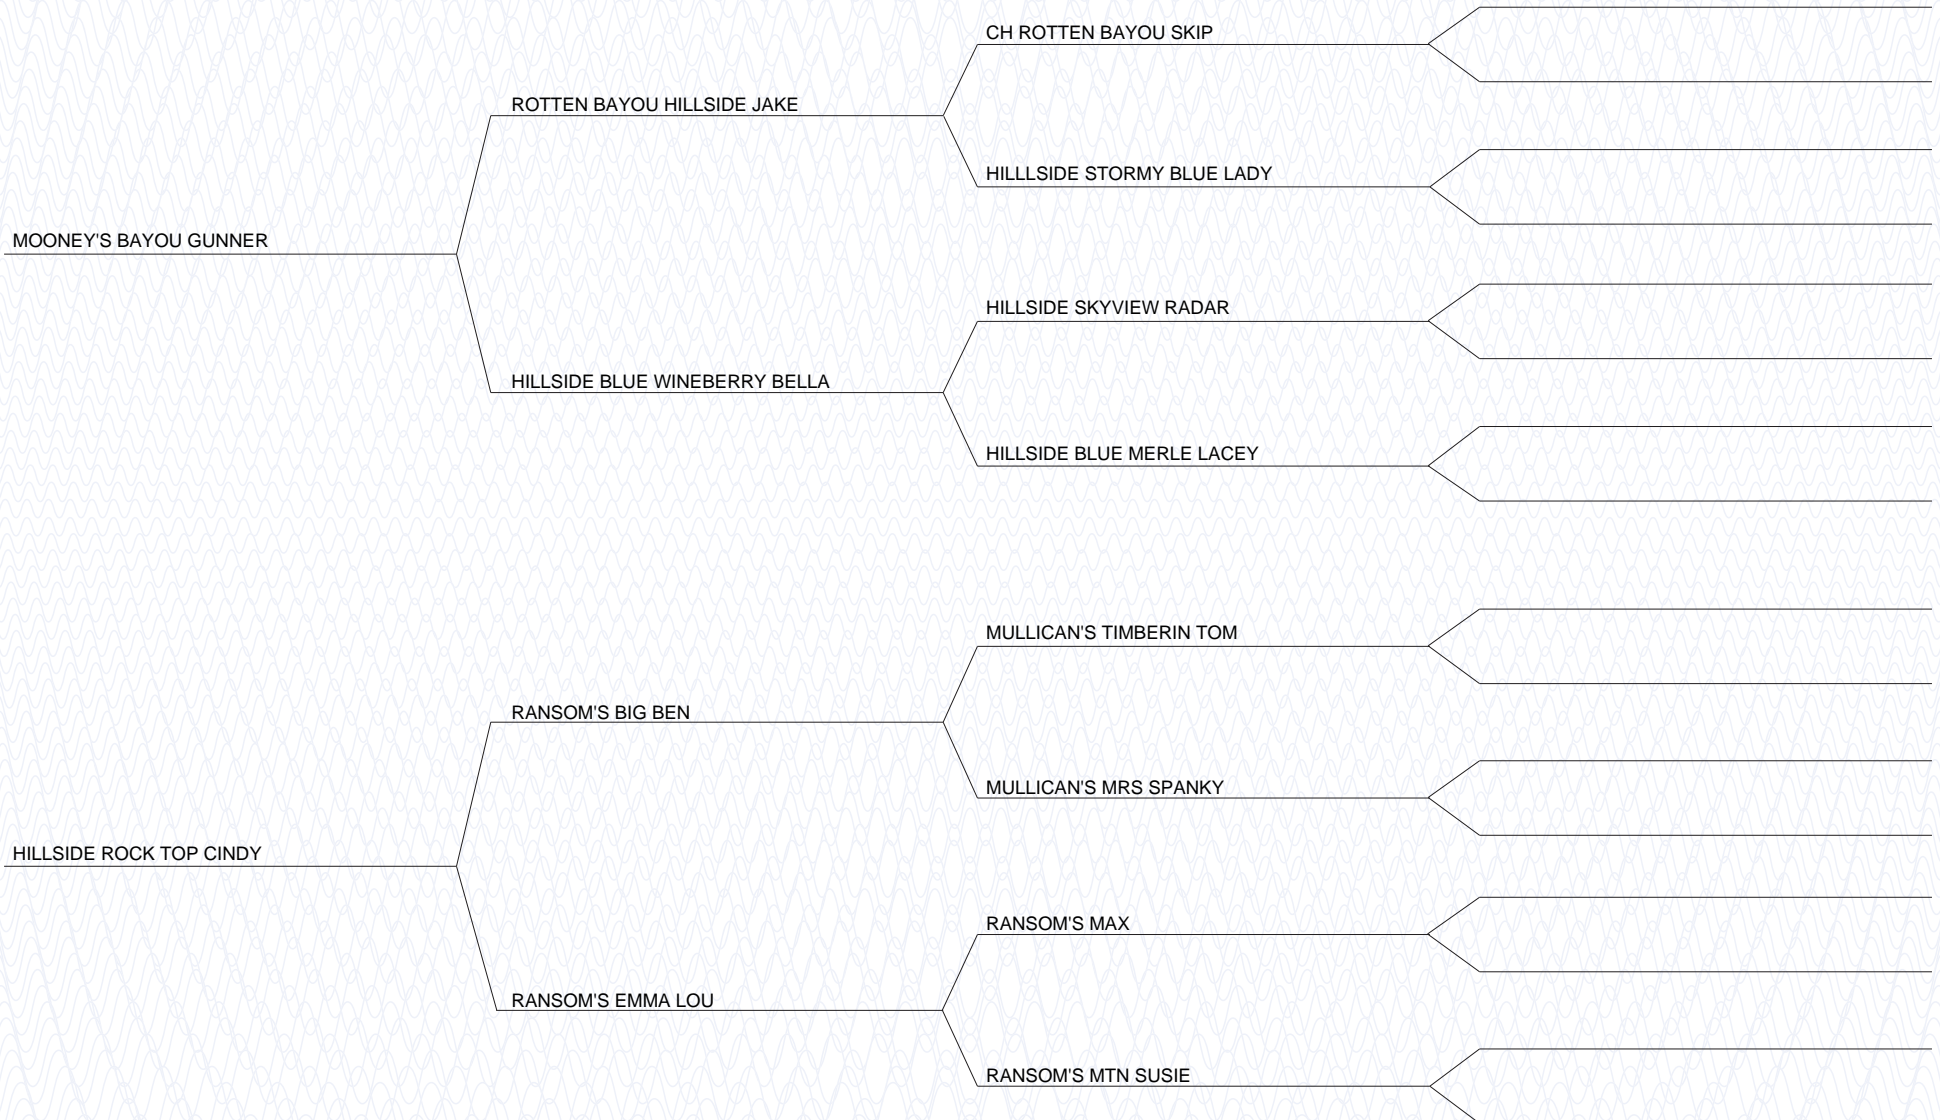 CH ROTTEN BAYOU SKIP
ROTTEN BAYOU HILLSIDE JAKE
HILLLSIDE STORMY BLUE LADY
MOONEY'S BAYOU GUNNER
HILLSIDE SKYVIEW RADAR
HILLSIDE BLUE WINEBERRY BELLA
HILLSIDE BLUE MERLE LACEY
MULLICAN'S TIMBERIN TOM
RANSOM'S BIG BEN
MULLICAN'S MRS SPANKY
HILLSIDE ROCK TOP CINDY
RANSOM'S MAX
RANSOM'S EMMA LOU
RANSOM'S MTN SUSIE